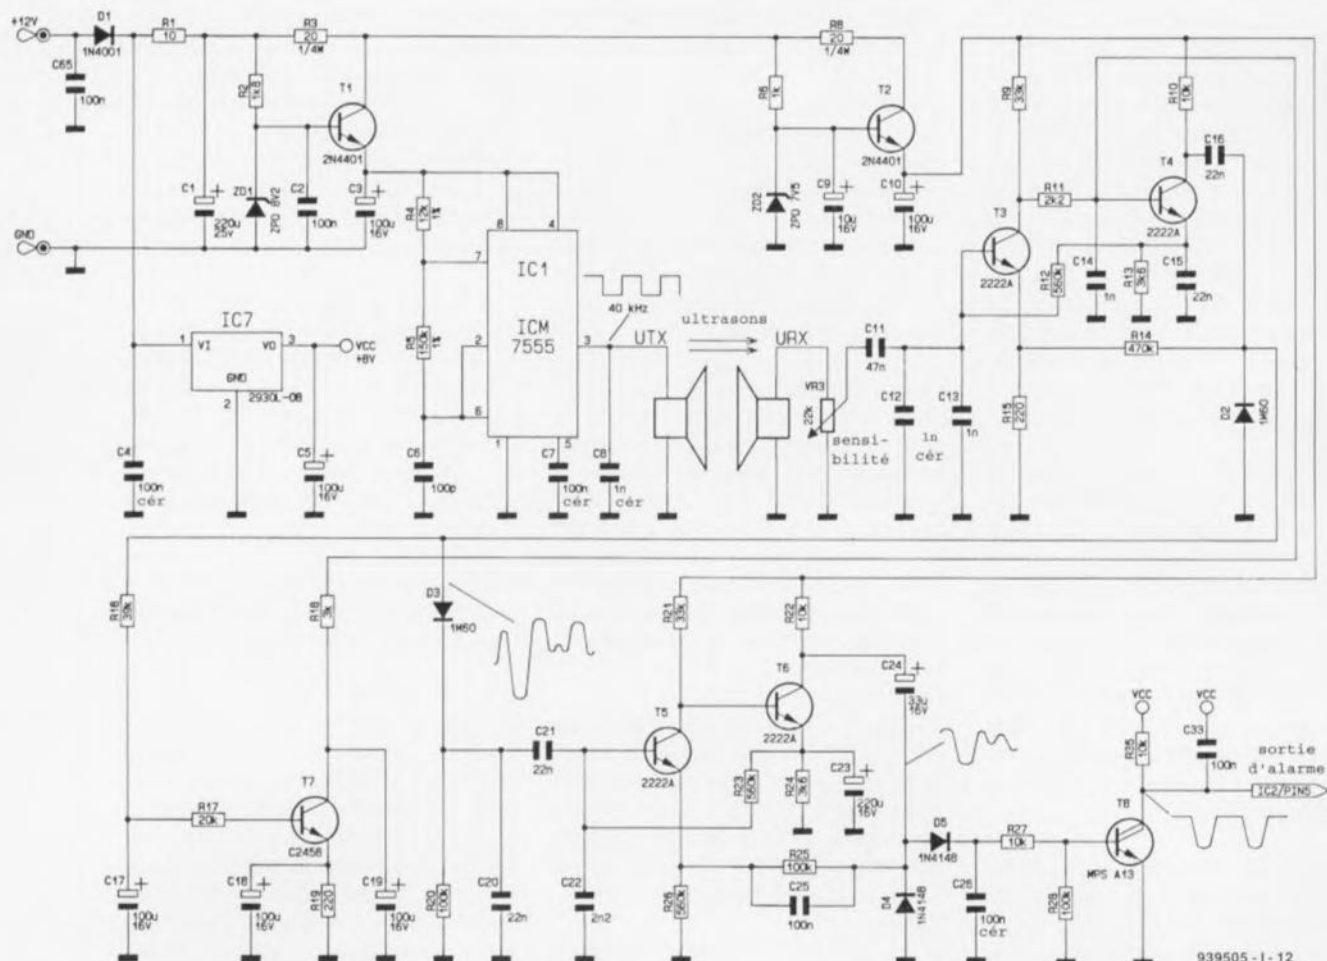 +12V
D1
1N4001
R1
10
R3
20
1/4W
C65
100n
R2
1k8
T1
2N4401
C1
220u
25V
ZD1
ZPD 8V2
C2
100n
C3
100u
16V
GND
R4
12k
1%
8
4
7
IC1
ICM
7555
2
3
6
1
5
R5
150k
1%
40 kHz
ultrasons
UTX
URX
IC7
1
VI
VO
3
GND
2
2930L-08
VCC
+8V
C4
100n
cér
C5
100u
16V
C6
100p
C7
100n
cér
C8
1n
cér
R6
1k
R8
20
1/4W
T2
2N4401
ZD2
ZPD 7V5
C9
10u
16V
C10
100u
16V
R9
33k
R10
10k
T4
2222A
C16
22n
R11
2k2
T3
2222A
R12
560k
C14
1n
R13
3k6
C15
22n
C11
47n
VR3
22k
sensi-
bilité
C12
1n
cér
C13
1n
R15
220
R14
470k
D2
1M60
R16
39k
R18
3k
D3
1M60
R21
33k
R22
10k
T6
2222A
C24
33u
16V
T5
2222A
C21
22n
R23
560k
R24
3k6
C23
220u
16V
VCC
VCC
R35
10k
C33
100n
sortie
d'alarme
IC2/PIN5
T7
C2458
R17
20k
C17
100u
16V
C18
100u
16V
R19
220
C19
100u
16V
R20
100k
C20
22n
C22
2n2
R26
560k
R25
100k
C25
100n
D5
1N4148
D4
1N4148
C26
100n
cér
R27
10k
R28
100k
T8
MPS A13
939505-I-12